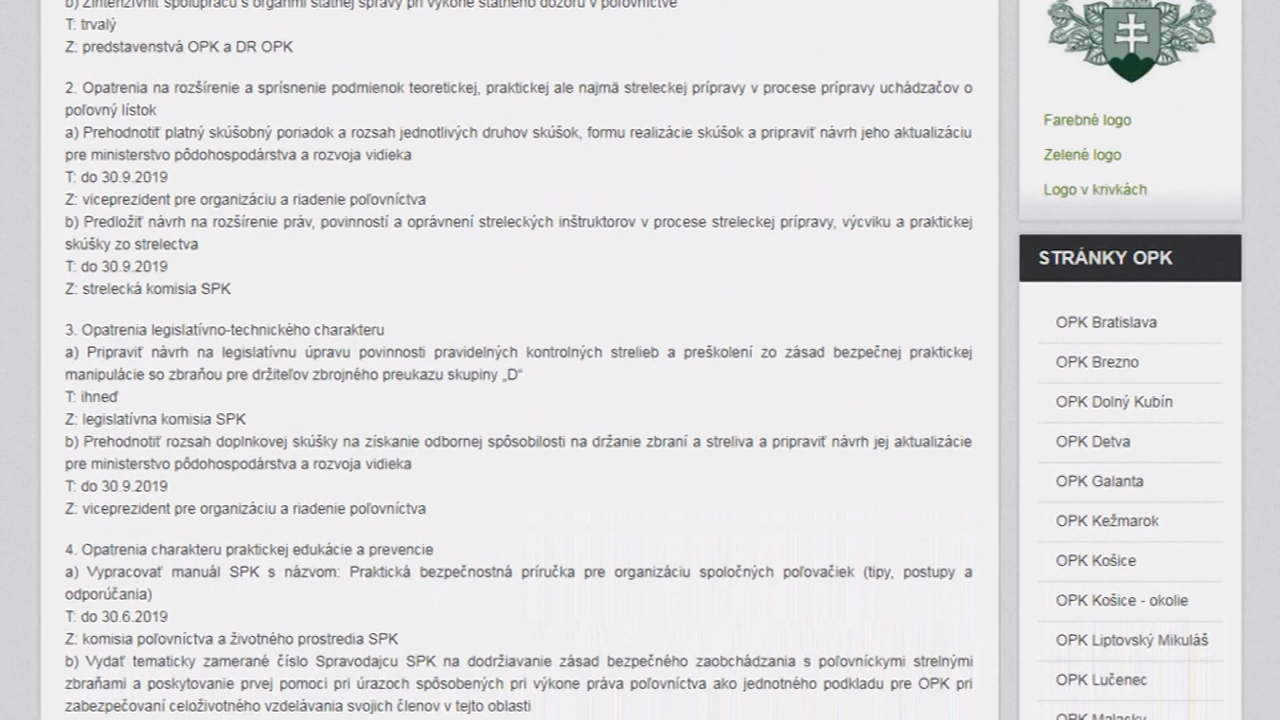 b) Zintenzívniť spoluprácu s orgánmi štátnej správy pri výkone štátneho dozoru v poľovníctve
T: trvalý
Z: predstavenstvá OPK a DR OPK
2. Opatrenia na rozšírenie a sprísnenie podmienok teoretickej, praktickej ale najmä streleckej prípravy v procese prípravy uchádzačov o
poľovný lístok
a) Prehodnotiť platný skúšobný poriadok a rozsah jednotlivých druhov skúšok, formu realizácie skúšok a pripraviť návrh jeho aktualizáciu
pre ministerstvo pôdohospodárstva a rozvoja vidieka
T: do 30.9.2019
Z: viceprezident pre organizáciu a riadenie poľovníctva
b) Predložiť návrh na rozšírenie práv, povinností a oprávnení streleckých inštruktorov v procese streleckej prípravy, výcviku a praktickej
skúšky zo strelectva
T: do 30.9.2019
Z: strelecká komisia SPK
3. Opatrenia legislatívno-technického charakteru
a) Pripraviť návrh na legislatívnu úpravu povinnosti pravidelných kontrolných strelieb a preškolení zo zásad bezpečnej praktickej
manipulácie so zbraňou pre držiteľov zbrojného preukazu skupiny „D“
T: ihneď
Z: legislatívna komisia SPK
b) Prehodnotiť rozsah doplnkovej skúšky na získanie odbornej spôsobilosti na držanie zbraní a streliva a pripraviť návrh jej aktualizácie
pre ministerstvo pôdohospodárstva a rozvoja vidieka
T: do 30.9.2019
Z: viceprezident pre organizáciu a riadenie poľovníctva
4. Opatrenia charakteru praktickej edukácie a prevencie
a) Vypracovať manuál SPK s názvom: Praktická bezpečnostná príručka pre organizáciu spoločných poľovačiek (tipy, postupy a
odporúčania)
T: do 30.6.2019
Z: komisia poľovníctva a životného prostredia SPK
b) Vydať tematicky zamerané číslo Spravodajcu SPK na dodržiavanie zásad bezpečného zaobchádzania s poľovníckymi strelnými
zbraňami a poskytovanie prvej pomoci pri úrazoch spôsobených pri výkone práva poľovníctva ako jednotného podkladu pre OPK pri
zabezpečovaní celoživotného vzdelávania svojich členov v tejto oblasti
Farebné logo
Zelené logo
Logo v krivkách
STRÁNKY OPK
OPK Bratislava
OPK Brezno
OPK Dolný Kubín
OPK Detva
OPK Galanta
OPK Kežmarok
OPK Košice
OPK Košice - okolie
OPK Liptovský Mikuláš
OPK Lučenec
OPK Malacky